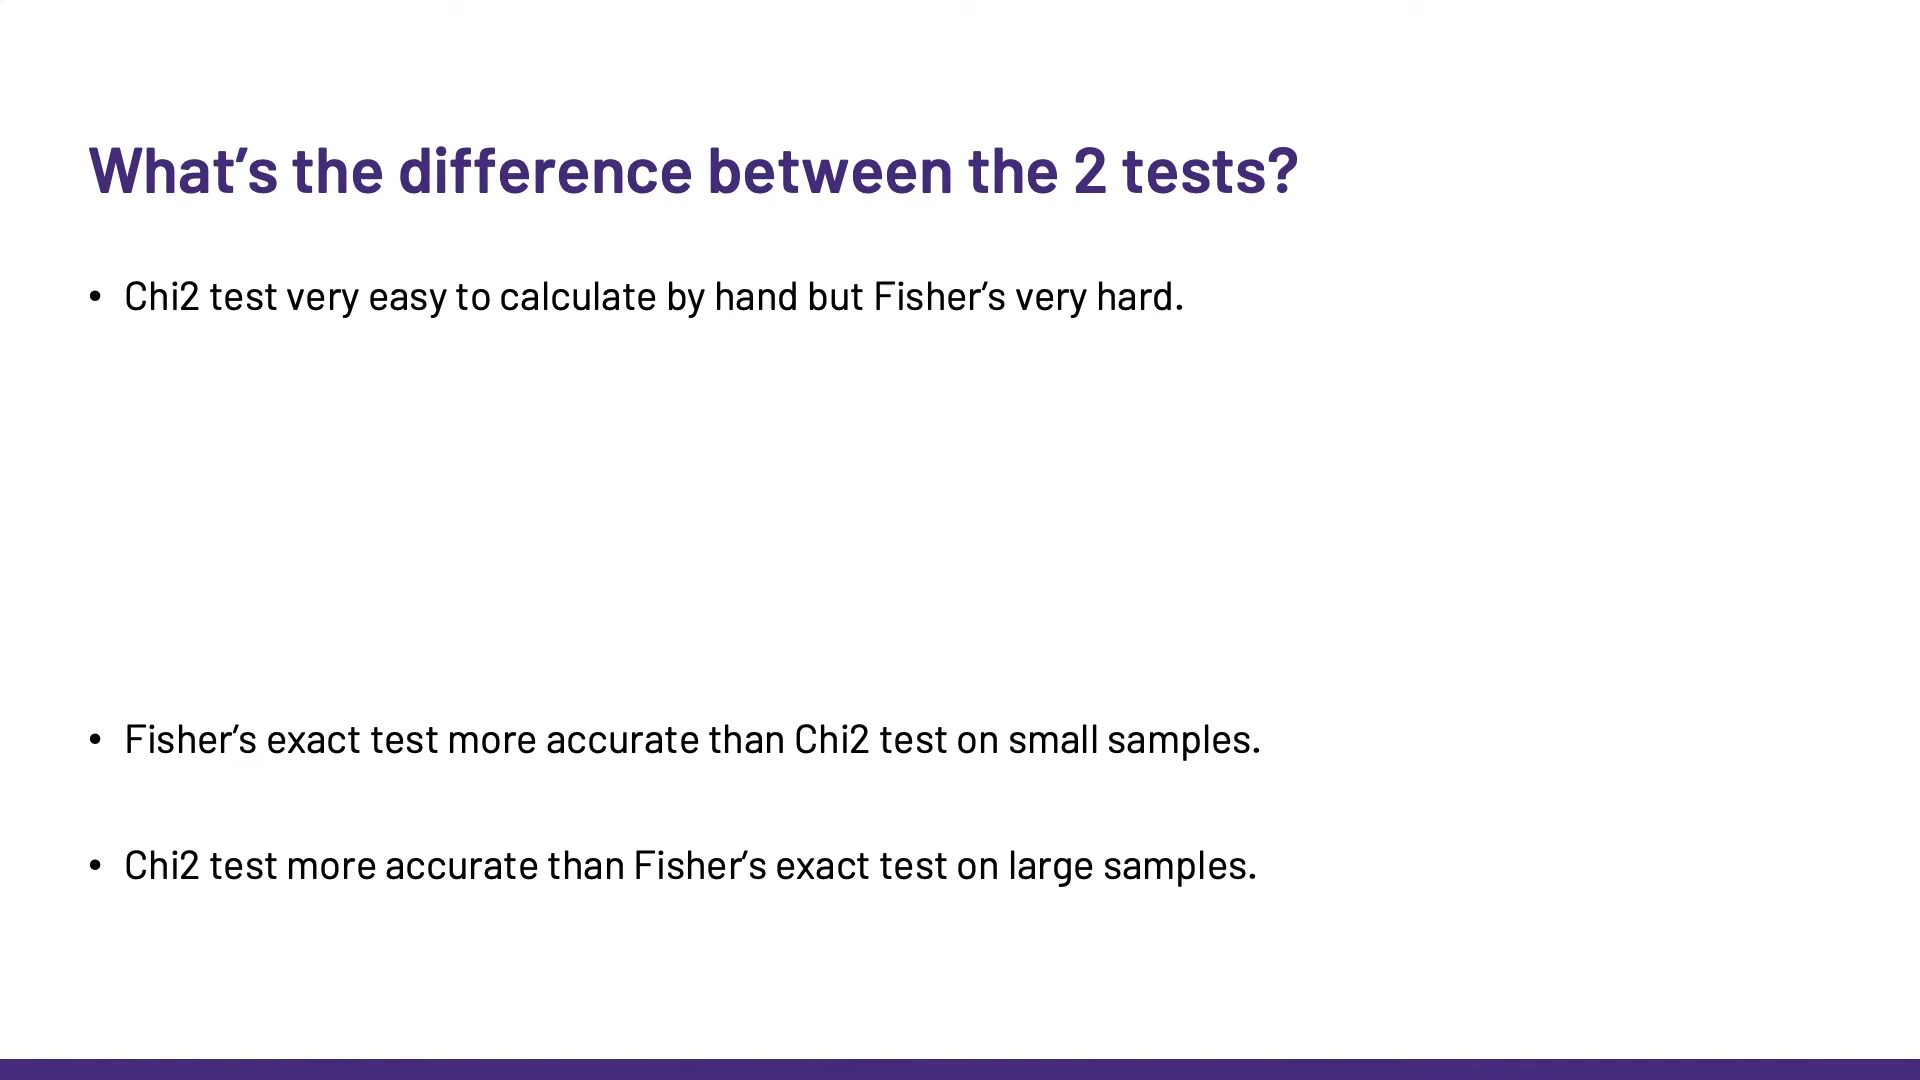 What’s the difference between the 2 tests?
• Chi2 test very easy to calculate by hand but Fisher’s very hard.
• Fisher’s exact test more accurate than Chi2 test on small samples.
• Chi2 test more accurate than Fisher’s exact test on large samples.